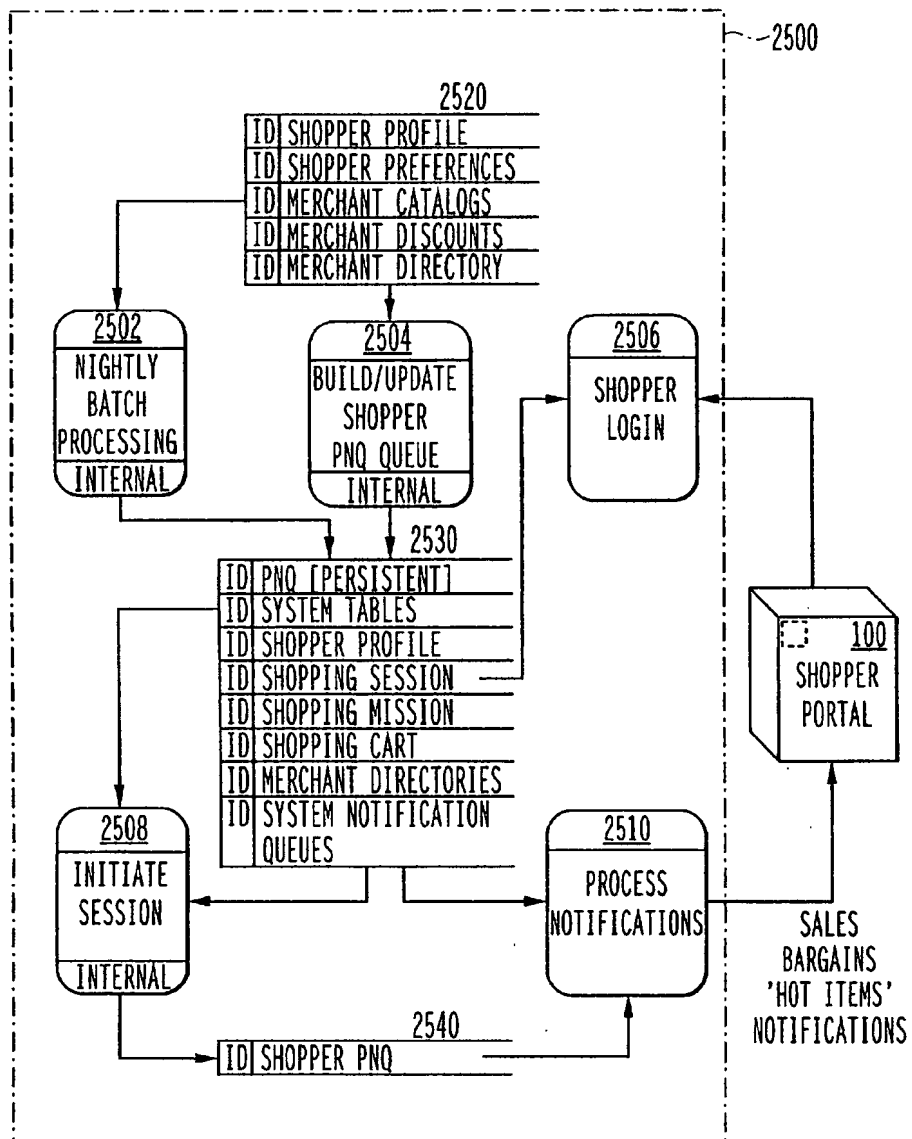 2500
2520
ID SHOPPER PROFILE
ID SHOPPER PREFERENCES
ID MERCHANT CATALOGS
ID MERCHANT DISCOUNTS
ID MERCHANT DIRECTORY
2502
NIGHTLY
BATCH
PROCESSING
INTERNAL
2504
BUILD/UPDATE
SHOPPER
PNQ QUEUE
INTERNAL
2506
SHOPPER
LOGIN
2530
ID PNQ [PERSISTENT]
ID SYSTEM TABLES
ID SHOPPER PROFILE
ID SHOPPING SESSION
ID SHOPPING MISSION
ID SHOPPING CART
ID MERCHANT DIRECTORIES
ID SYSTEM NOTIFICATION
QUEUES
100
SHOPPER
PORTAL
2508
INITIATE
SESSION
INTERNAL
2510
PROCESS
NOTIFICATIONS
SALES
BARGAINS
'HOT ITEMS'
NOTIFICATIONS
2540
ID SHOPPER PNQ